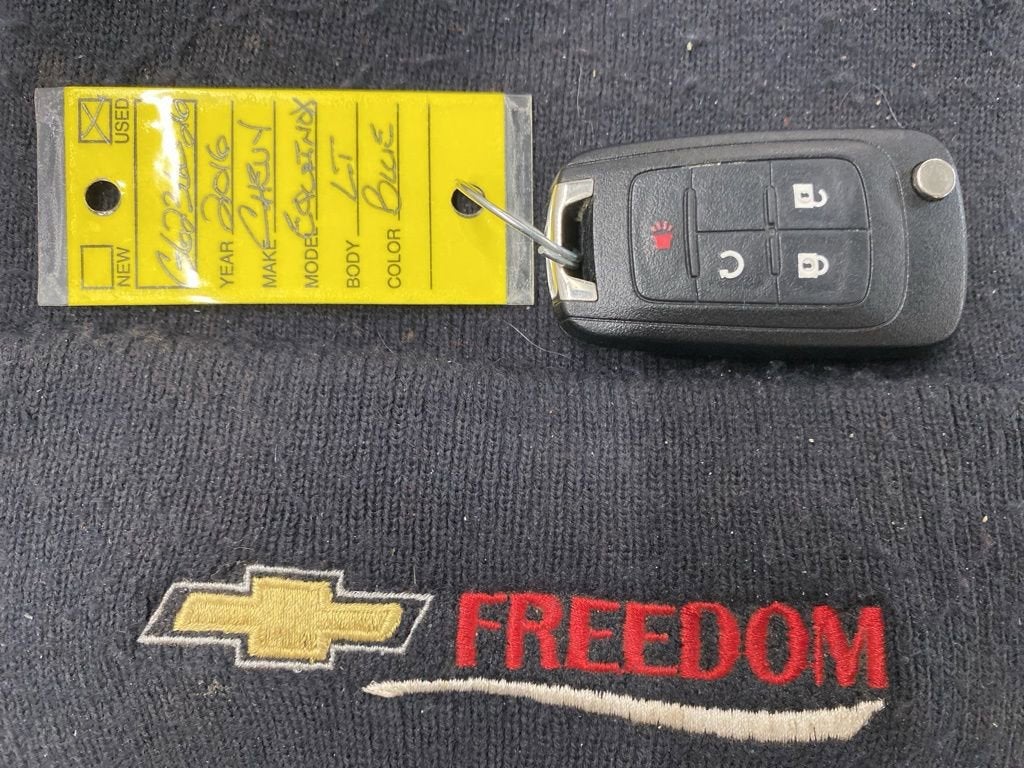 NEW
USED
YEAR 2016
MAKE CHEVY
MODEL EQUINOX
BODY LT
COLOR BLUE
FREEDOM